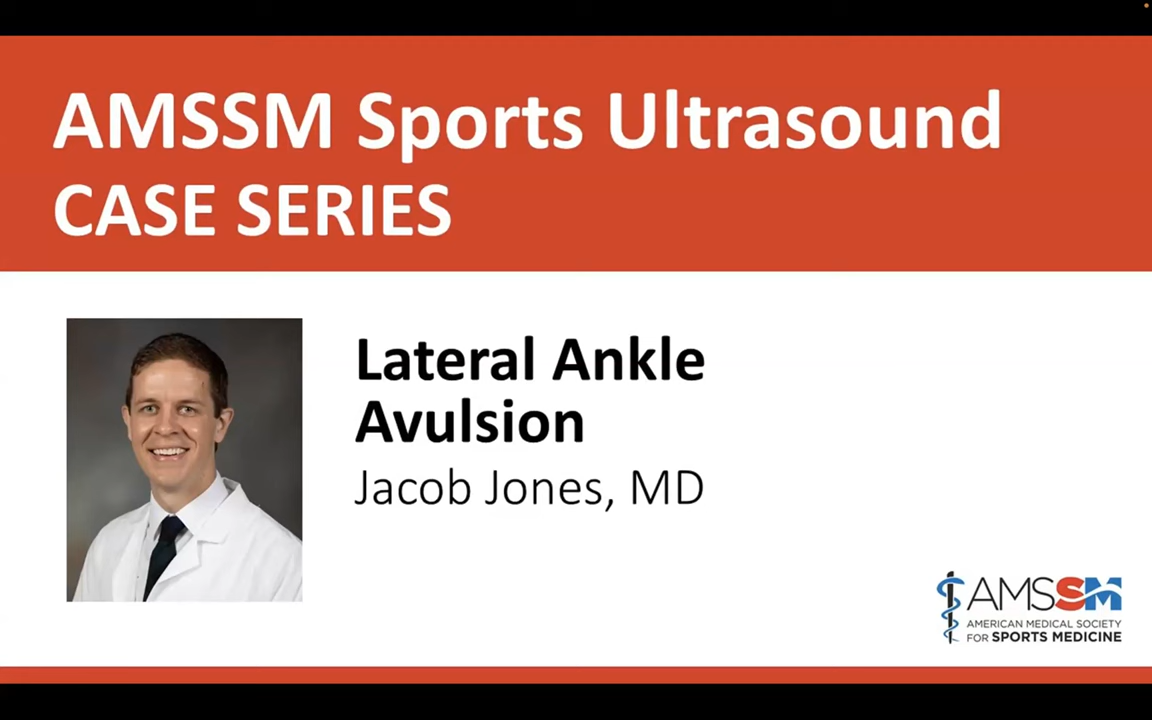 AMSSM Sports Ultrasound
CASE SERIES
Lateral Ankle
Avulsion
Jacob Jones, MD
AMSSM
AMERICAN MEDICAL SOCIETY
FOR SPORTS MEDICINE